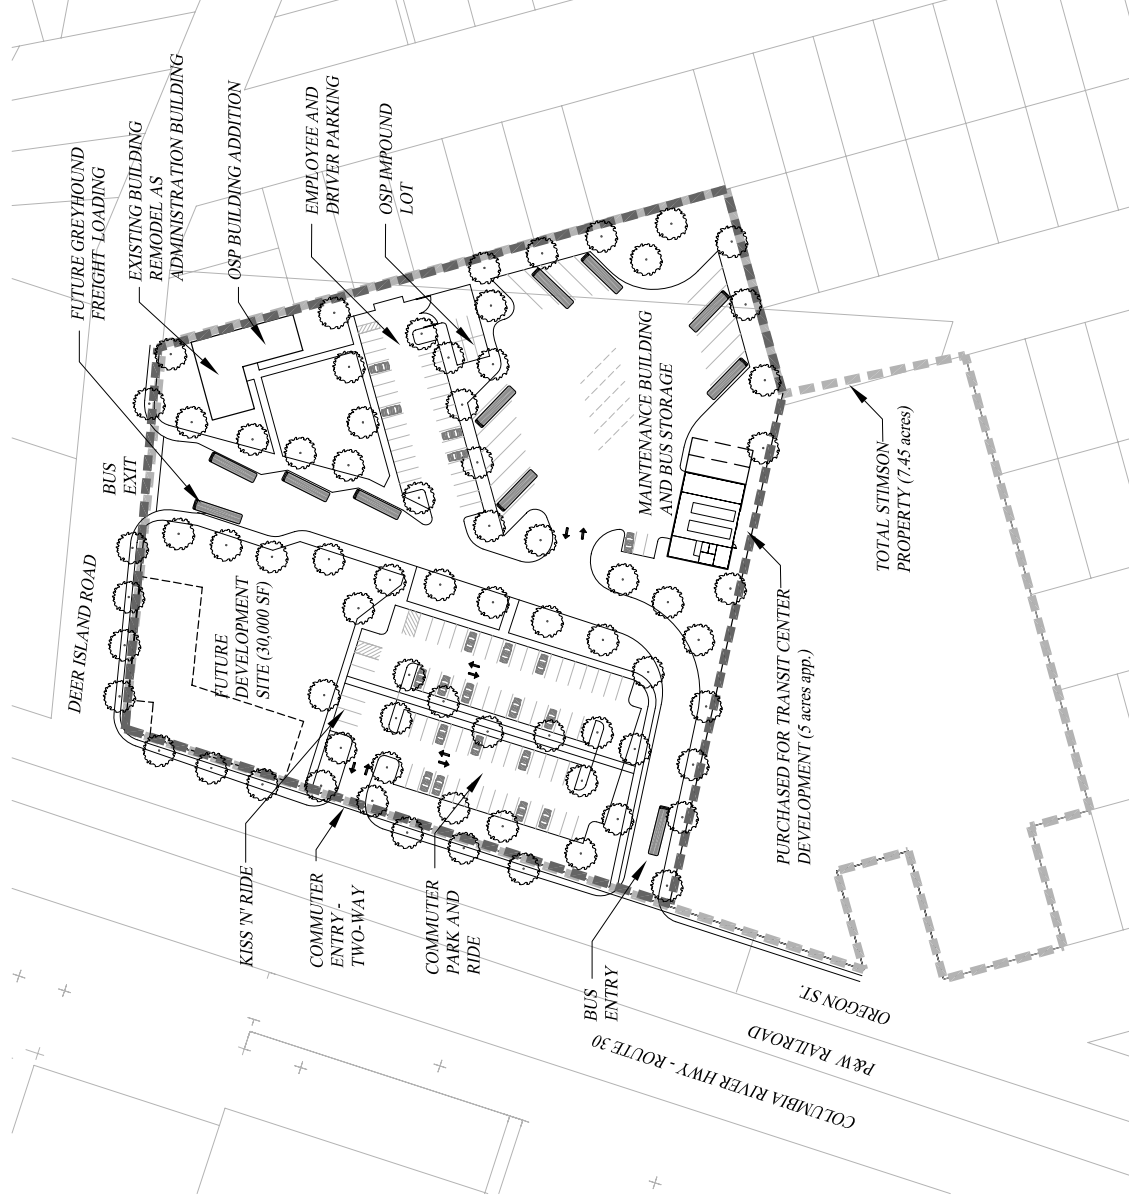 FUTURE GREYHOUND
FREIGHT LOADING
EXISTING BUILDING
REMODEL AS
ADMINISTRATION BUILDING
OSP BUILDING ADDITION
EMPLOYEE AND
DRIVER PARKING
OSP IMPOUND
LOT
BUS
EXIT
DEER ISLAND ROAD
FUTURE
DEVELOPMENT
SITE (30,000 SF)
MAINTENANCE BUILDING
AND BUS STORAGE
TOTAL STIMSON
PROPERTY (7.45 acres)
PURCHASED FOR TRANSIT CENTER
DEVELOPMENT (5 acres app.)
KISS 'N' RIDE
COMMUTER
ENTRY -
TWO-WAY
COMMUTER
PARK AND
RIDE
BUS
ENTRY
OREGON ST.
P&W RAILROAD
COLUMBIA RIVER HWY - ROUTE 30